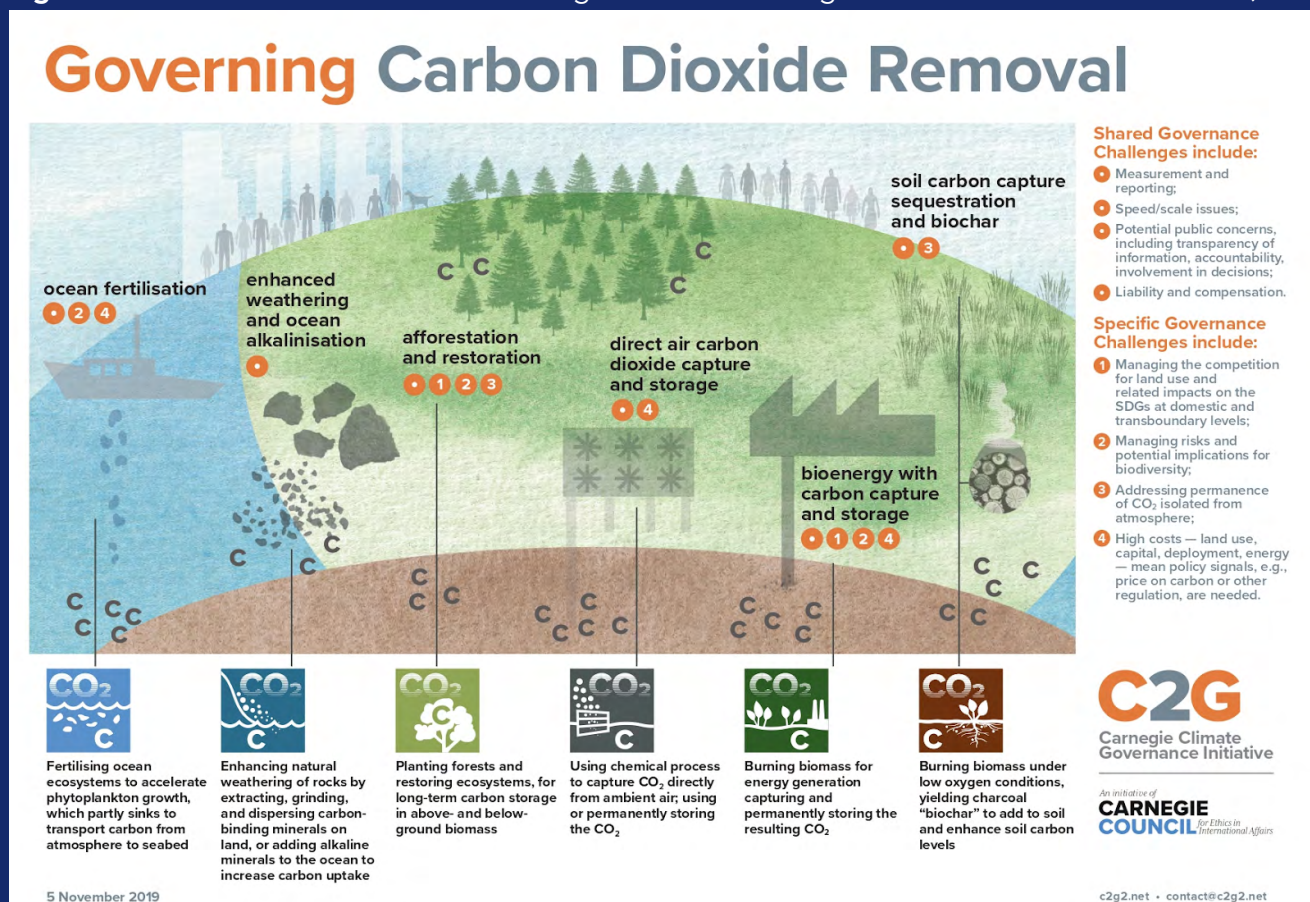 Governing Carbon Dioxide Removal
ocean fertilisation
• 2 4
enhanced
weathering
and ocean
alkalinisation
•
afforestation
and restoration
• 1 2 3
direct air carbon
dioxide capture
and storage
• 4
bioenergy with
carbon capture
and storage
• 1 2 4
soil carbon capture
sequestration
and biochar
• 3
C C C C
C C C C C
C C C
C C C
C C C C C
C C C C C
C C C C C
CO₂
C
Fertilising ocean
ecosystems to accelerate
phytoplankton growth,
which partly sinks to
transport carbon from
atmosphere to seabed
CO₂
C
Enhancing natural
weathering of rocks by
extracting, grinding,
and dispersing carbon-
binding minerals on
land, or adding alkaline
minerals to the ocean to
increase carbon uptake
CO₂
C
Planting forests and
restoring ecosystems, for
long-term carbon storage
in above- and below-
ground biomass
CO₂
C
Using chemical process
to capture CO₂ directly
from ambient air; using
or permanently storing
the CO₂
CO₂
C
Burning biomass for
energy generation
capturing and
permanently storing the
resulting CO₂
CO₂
C
Burning biomass under
low oxygen conditions,
yielding charcoal
“biochar” to add to soil
and enhance soil carbon
levels
Shared Governance
Challenges include:
• Measurement and
reporting;
• Speed/scale issues;
• Potential public concerns,
including transparency of
information, accountability,
involvement in decisions;
• Liability and compensation.
Specific Governance
Challenges include:
1 Managing the competition
for land use and
related impacts on the
SDGs at domestic and
transboundary levels;
2 Managing risks and
potential implications for
biodiversity;
3 Addressing permanence
of CO₂ isolated from
atmosphere;
4 High costs — land use,
capital, deployment, energy
— mean policy signals, e.g.,
price on carbon or other
regulation, are needed.
C2G
Carnegie Climate
Governance Initiative
An initiative of
CARNEGIE
COUNCIL for Ethics in
International Affairs
5 November 2019
c2g2.net • contact@c2g2.net